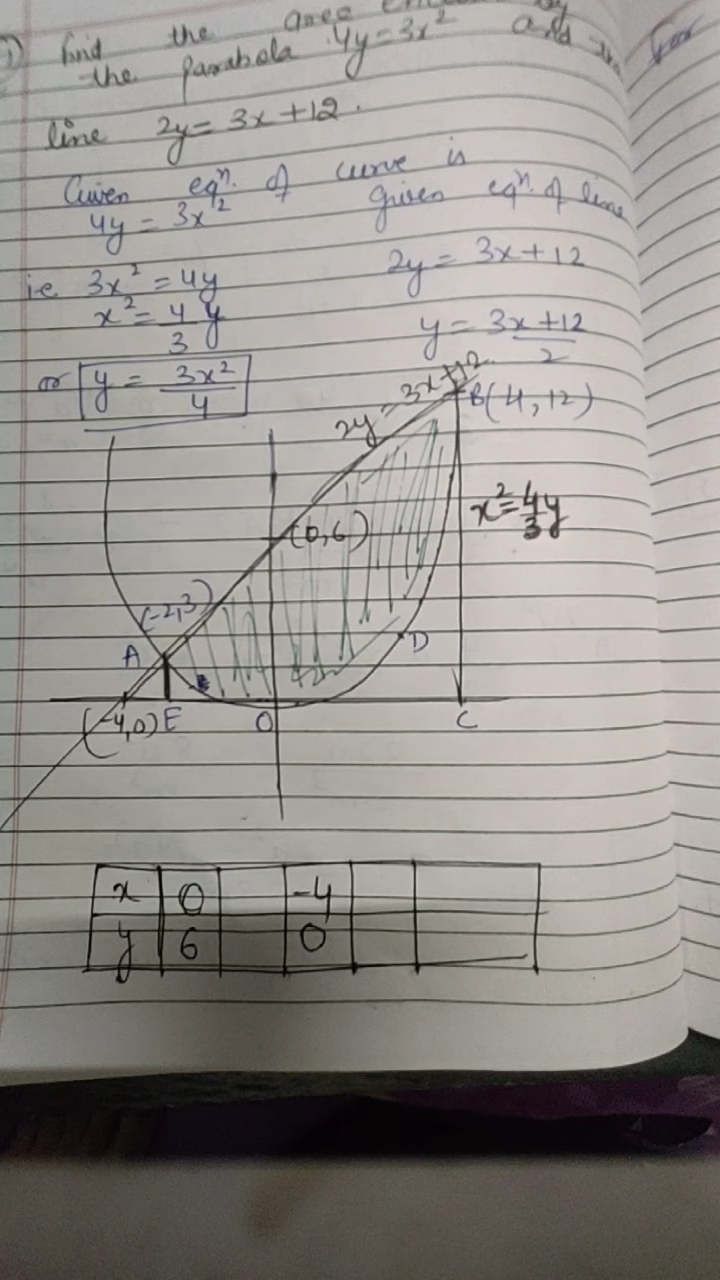 1) find the area
the parabola 4y = 3x² and the
line 2y = 3x + 12.
Given eqⁿ. of curve is
4y = 3x²
given eqⁿ. of line
i.e. 3x² = 4y
2y = 3x + 12
x² = 4/3 y
y = 3x + 12 / 2
or y = 3x²/4
2y = 3x + 12
B(4, 12)
x² = 4/3 y
(0, 6)
(-2, 3)
A
D
(-4, 0) E O C
x 0 -4
y 6 0